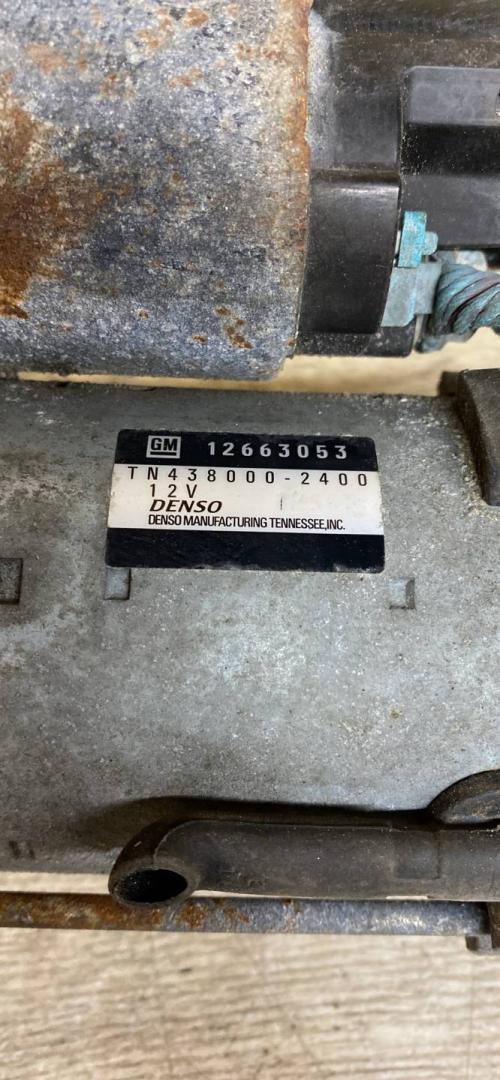 GM 12663053
TN438000-2400
12V
DENSO
DENSO MANUFACTURING TENNESSEE,INC.